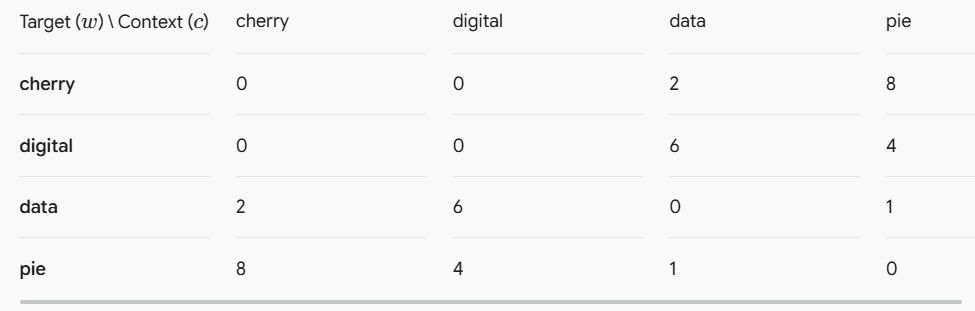 Target (w) \ Context (c) cherry digital data pie
cherry 0 0 2 8
digital 0 0 6 4
data 2 6 0 1
pie 8 4 1 0